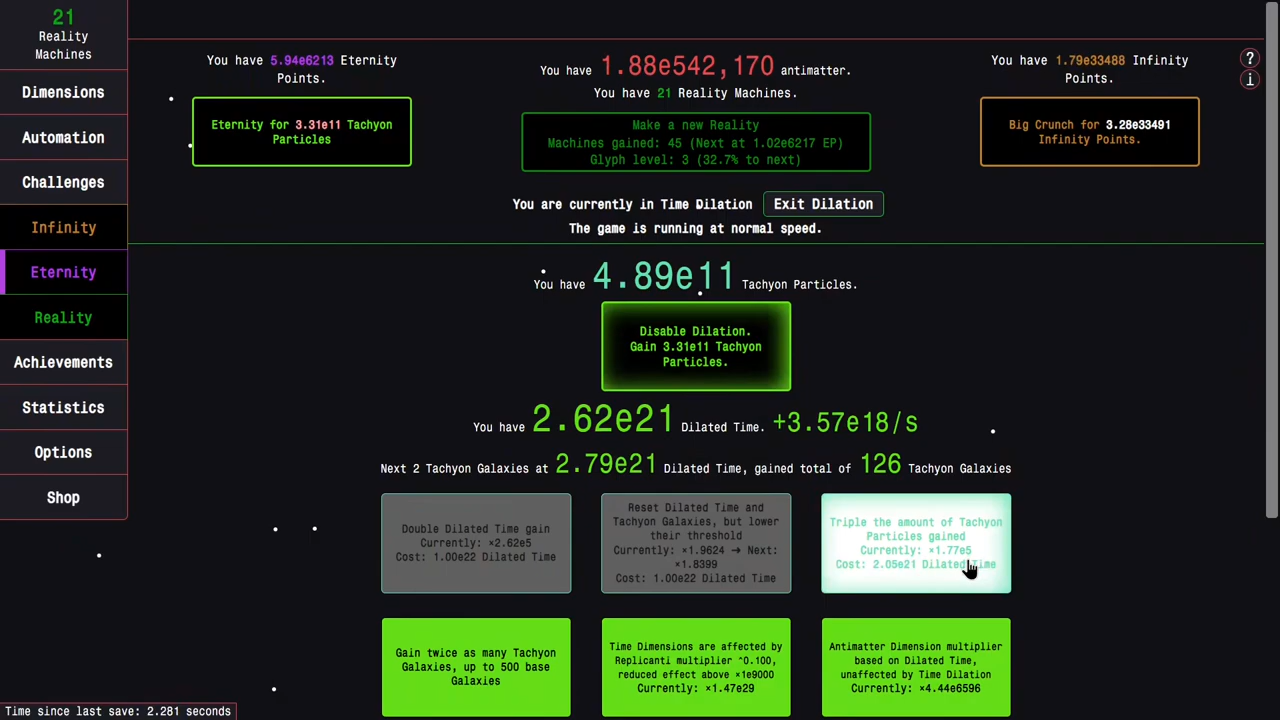 21
Reality
Machines
Dimensions
Automation
Challenges
Infinity
Eternity
Reality
Achievements
Statistics
Options
Shop
You have 5.94e6213 Eternity
Points.
Eternity for 3.31e11 Tachyon
Particles
You have 1.88e542,170 antimatter.
You have 21 Reality Machines.
Make a new Reality
Machines gained: 45 (Next at 1.02e6217 EP)
Glyph level: 3 (32.7% to next)
You have 1.79e33488 Infinity
Points.
Big Crunch for 3.28e33491
Infinity Points.
?
i
You are currently in Time Dilation Exit Dilation
The game is running at normal speed.
You have 4.89e11 Tachyon Particles.
Disable Dilation.
Gain 3.31e11 Tachyon
Particles.
You have 2.62e21 Dilated Time. +3.57e18/s
Next 2 Tachyon Galaxies at 2.79e21 Dilated Time, gained total of 126 Tachyon Galaxies
Double Dilated Time gain
Currently: ×2.62e5
Cost: 1.00e22 Dilated Time
Reset Dilated Time and
Tachyon Galaxies, but lower
their threshold
Currently: ×1.9624 → Next:
×1.8399
Cost: 1.00e22 Dilated Time
Triple the amount of Tachyon
Particles gained
Currently: ×1.77e5
Cost: 2.05e21 Dilated Time
Gain twice as many Tachyon
Galaxies, up to 500 base
Galaxies
Time Dimensions are affected by
Replicanti multiplier ^0.100,
reduced effect above ×1e9000
Currently: ×1.47e29
Antimatter Dimension multiplier
based on Dilated Time,
unaffected by Time Dilation
Currently: ×4.44e6596
Time since last save: 2.281 seconds